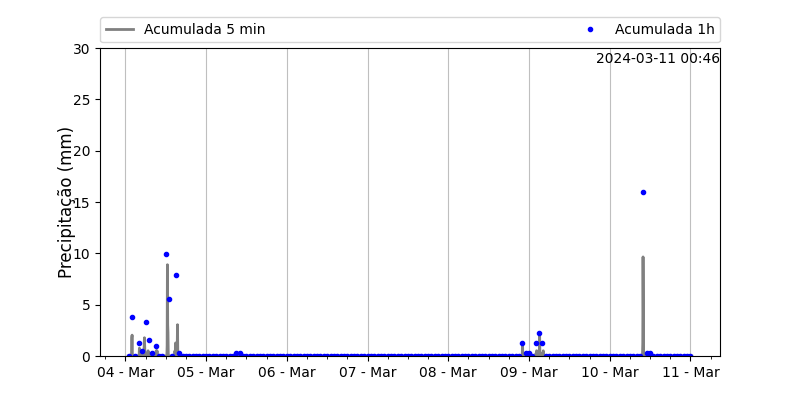 Acumulada 5 min Acumulada 1h
2024-03-11 00:46
Precipitação (mm)
30
25
20
15
10
5
0
04 - Mar 05 - Mar 06 - Mar 07 - Mar 08 - Mar 09 - Mar 10 - Mar 11 - Mar